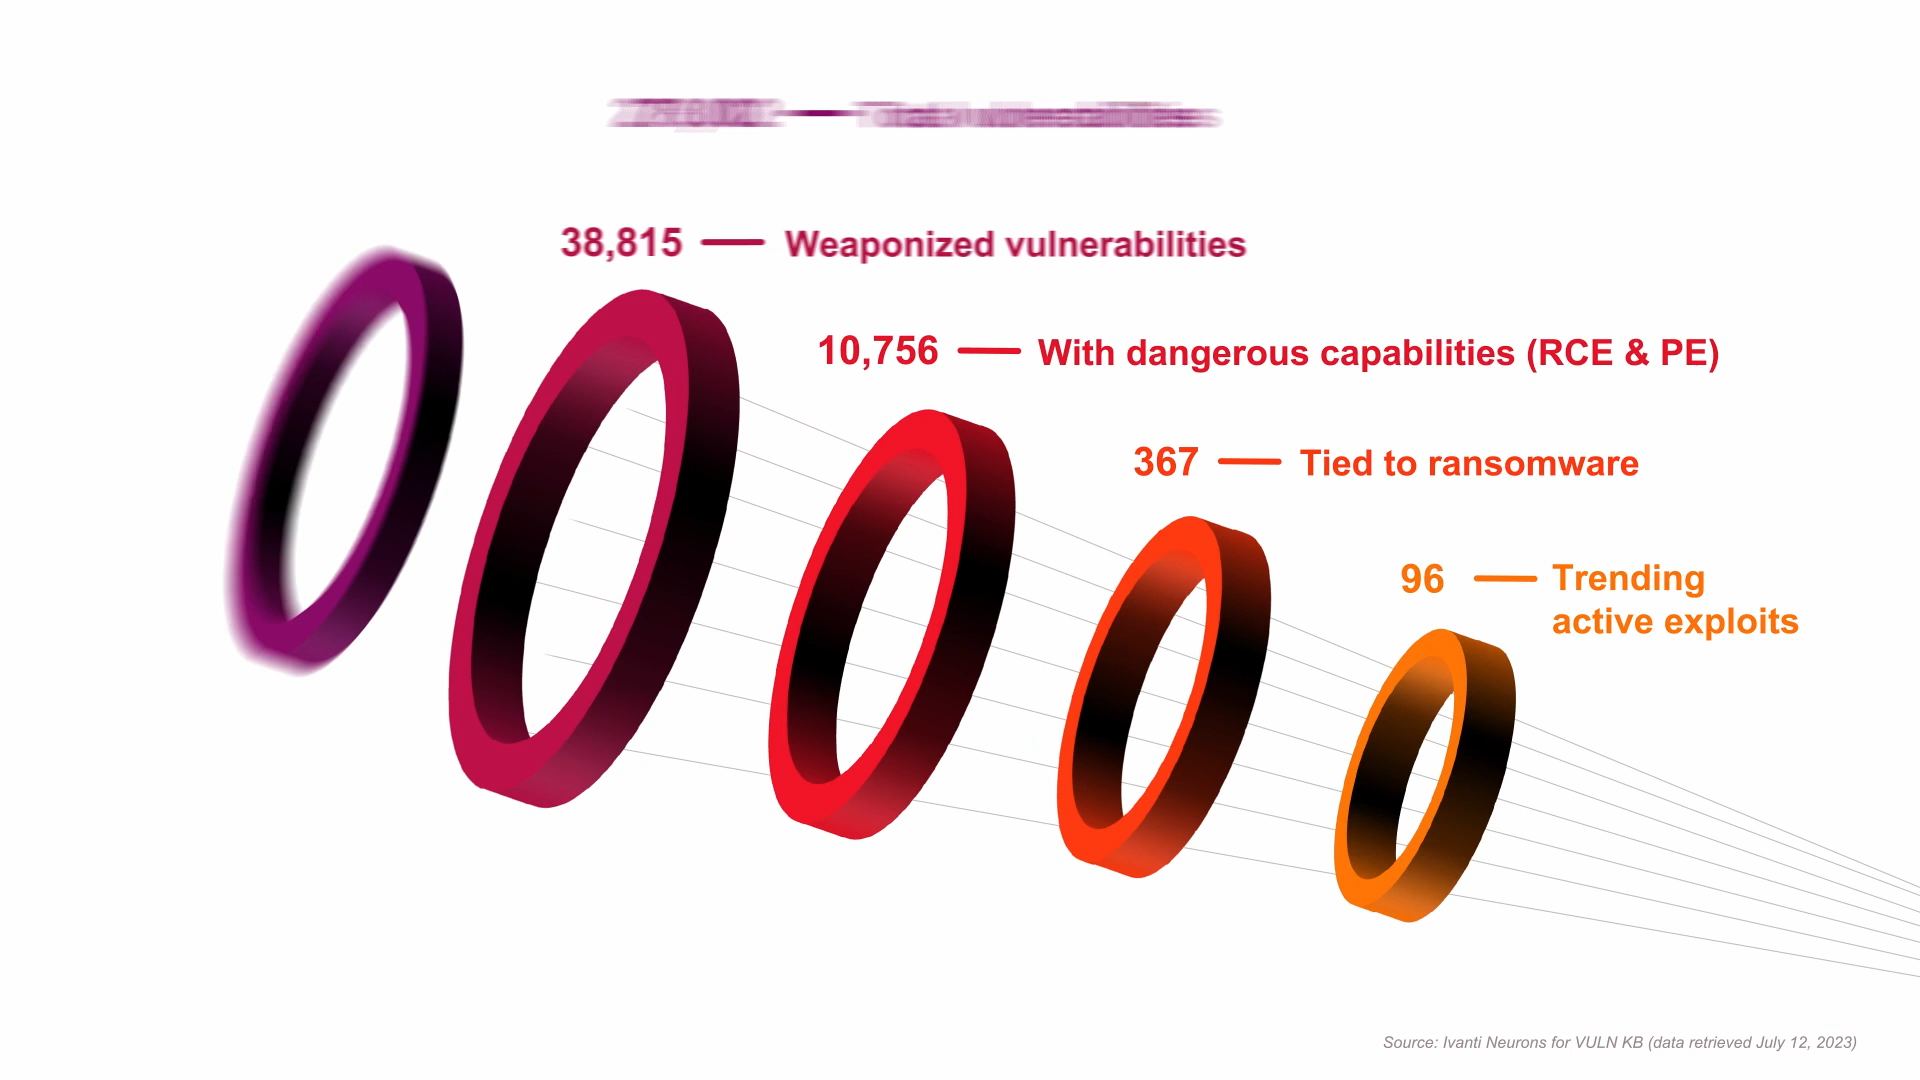 38,815 — Weaponized vulnerabilities
10,756 — With dangerous capabilities (RCE & PE)
367 — Tied to ransomware
96 — Trending
active exploits
Source: Ivanti Neurons for VULN KB (data retrieved July 12, 2023)